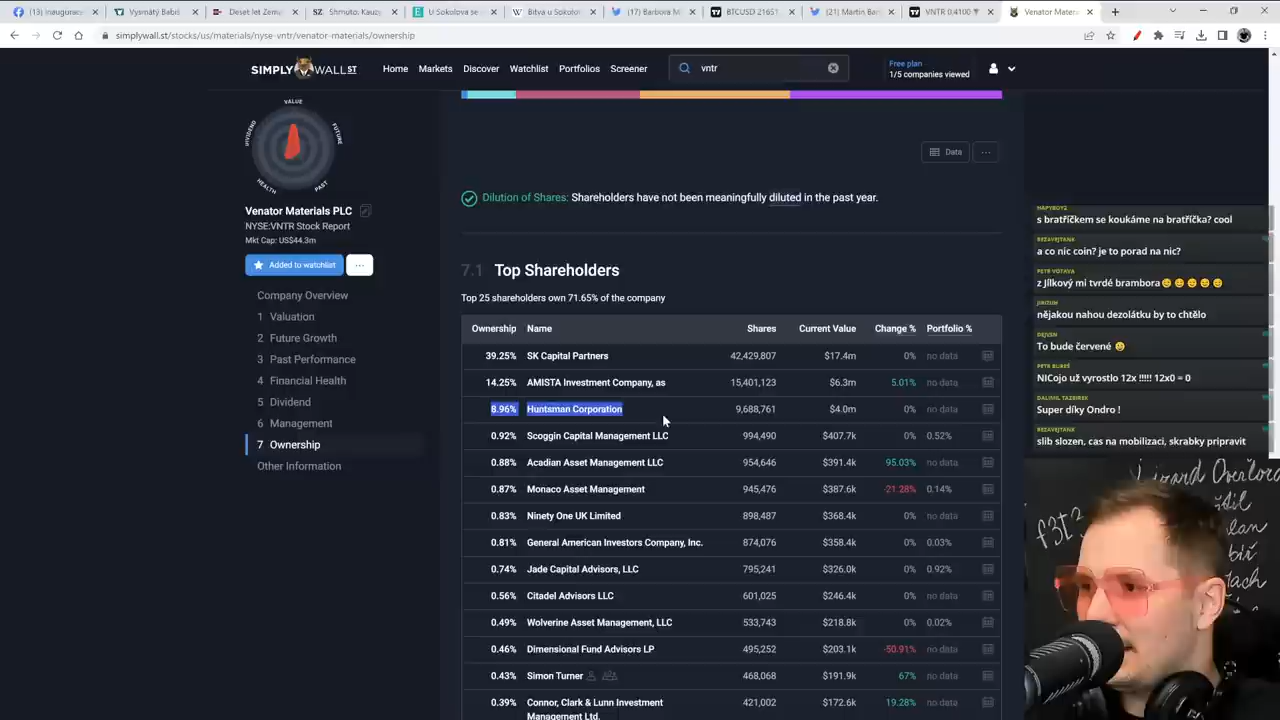 (13) Inaugurac
Vysmátý Babiš
Deset let Zemai
Shrnuto: Kauzy
U Sokolova se
Bitva u Sokolov
(17) Barbora M
BTCUSD 21651
(21) Martin Bar
VNTR 0.4100 ▼
Venator Materi
simplywall.st/stocks/us/materials/nyse-vntr/venator-materials/ownership
SIMPLY WALL ST
Home
Markets
Discover
Watchlist
Portfolios
Screener
vntr
Free plan
1/5 companies viewed
VALUE
FUTURE
PAST
HEALTH
DIVIDEND
Venator Materials PLC
NYSE:VNTR Stock Report
Mkt Cap: US$44.3m
Added to watchlist
...
Company Overview
1 Valuation
2 Future Growth
3 Past Performance
4 Financial Health
5 Dividend
6 Management
7 Ownership
Other Information
Data
...
Dilution of Shares: Shareholders have not been meaningfully diluted in the past year.
7.1 Top Shareholders
Top 25 shareholders own 71.65% of the company
Ownership Name Shares Current Value Change % Portfolio %
39.25% SK Capital Partners 42,429,807 $17.4m 0% no data
14.25% AMISTA Investment Company, as 15,401,123 $6.3m 5.01% no data
8.96% Huntsman Corporation 9,688,761 $4.0m 0% no data
0.92% Scoggin Capital Management LLC 994,490 $407.7k 0% 0.52%
0.88% Acadian Asset Management LLC 954,646 $391.4k 95.03% no data
0.87% Monaco Asset Management 945,476 $387.6k -21.28% 0.14%
0.83% Ninety One UK Limited 898,487 $368.4k 0% no data
0.81% General American Investors Company, Inc. 874,076 $358.4k 0% 0.03%
0.74% Jade Capital Advisors, LLC 795,241 $326.0k 0% 0.92%
0.56% Citadel Advisors LLC 601,025 $246.4k 0% no data
0.49% Wolverine Asset Management, LLC 533,743 $218.8k 0% 0.02%
0.46% Dimensional Fund Advisors LP 495,252 $203.1k -50.91% no data
0.43% Simon Turner 468,068 $191.9k 67% no data
0.39% Connor, Clark & Lunn Investment 421,002 $172.6k 19.28% no data
Management Ltd.
s bratříčkem se koukáme na bratříčka? cool
BEZAVEJTANK
a co nic coin? je to porad na nic?
PETR VOTAVA
z Jílkový mi tvrdé brambora😊😊😊😊😊
nějakou nahou dezolátku by to chtělo
DEJVSN
To bude červené 😊
PETR BUREŠ
NICojo už vyrostlo 12x !!!!! 12x0 = 0
Super díky Ondro !
BEZAVEJTANK
slib slozen, cas na mobilizaci, skrabky pripravit
Lizard Overlord
f3t²